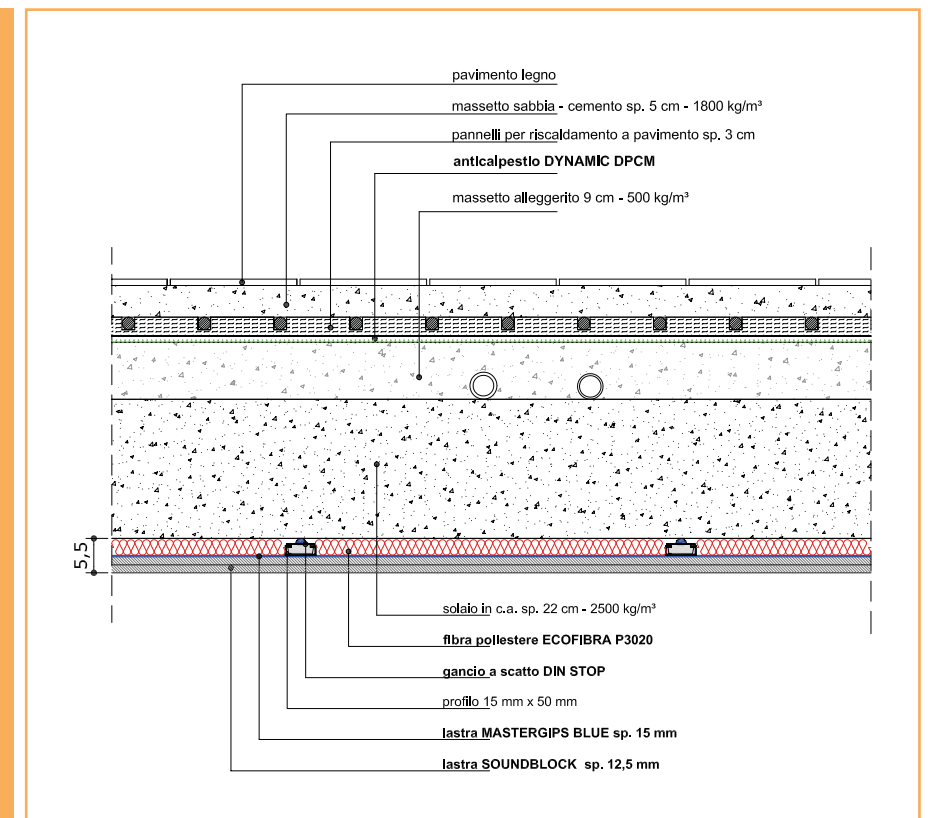 pavimento legno
massetto sabbia - cemento sp. 5 cm - 1800 kg/m³
pannelli per riscaldamento a pavimento sp. 3 cm
anticalpestio DYNAMIC DPCM
massetto alleggerito 9 cm - 500 kg/m³
5,5
solaio in c.a. sp. 22 cm - 2500 kg/m³
fibra poliestere ECOFIBRA P3020
gancio a scatto DIN STOP
profilo 15 mm x 50 mm
lastra MASTERGIPS BLUE sp. 15 mm
lastra SOUNDBLOCK sp. 12,5 mm